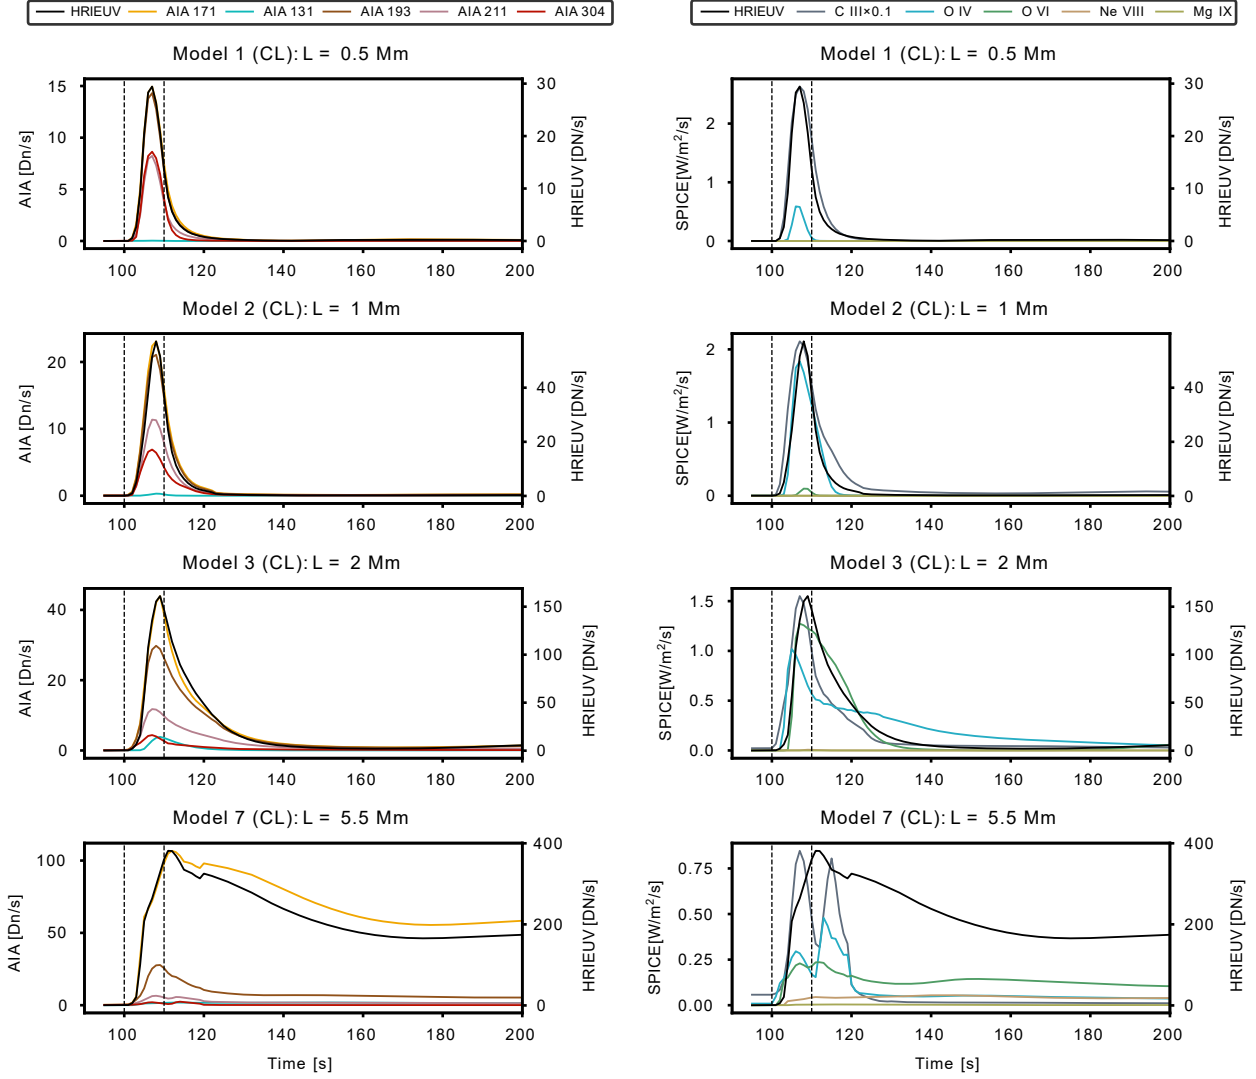 HRIEUV AIA 171 AIA 131 AIA 193 AIA 211 AIA 304
HRIEUV C III×0.1 O IV O VI Ne VIII Mg IX
Model 1 (CL): L = 0.5 Mm
15
10
5
0
30
20
10
0
AIA [Dn/s]
HRIEUV [DN/s]
100 120 140 160 180 200
Model 1 (CL): L = 0.5 Mm
2
1
0
30
20
10
0
SPICE[W/m²/s]
HRIEUV [DN/s]
100 120 140 160 180 200
Model 2 (CL): L = 1 Mm
20
10
0
40
20
0
AIA [Dn/s]
HRIEUV [DN/s]
100 120 140 160 180 200
Model 2 (CL): L = 1 Mm
2
1
0
40
20
0
SPICE[W/m²/s]
HRIEUV [DN/s]
100 120 140 160 180 200
Model 3 (CL): L = 2 Mm
40
20
0
150
100
50
0
AIA [Dn/s]
HRIEUV [DN/s]
100 120 140 160 180 200
Model 3 (CL): L = 2 Mm
1.5
1.0
0.5
0.0
150
100
50
0
SPICE[W/m²/s]
HRIEUV [DN/s]
100 120 140 160 180 200
Model 7 (CL): L = 5.5 Mm
100
50
0
400
200
0
AIA [Dn/s]
HRIEUV [DN/s]
100 120 140 160 180 200
Time [s]
Model 7 (CL): L = 5.5 Mm
0.75
0.50
0.25
0.00
400
200
0
SPICE[W/m²/s]
HRIEUV [DN/s]
100 120 140 160 180 200
Time [s]